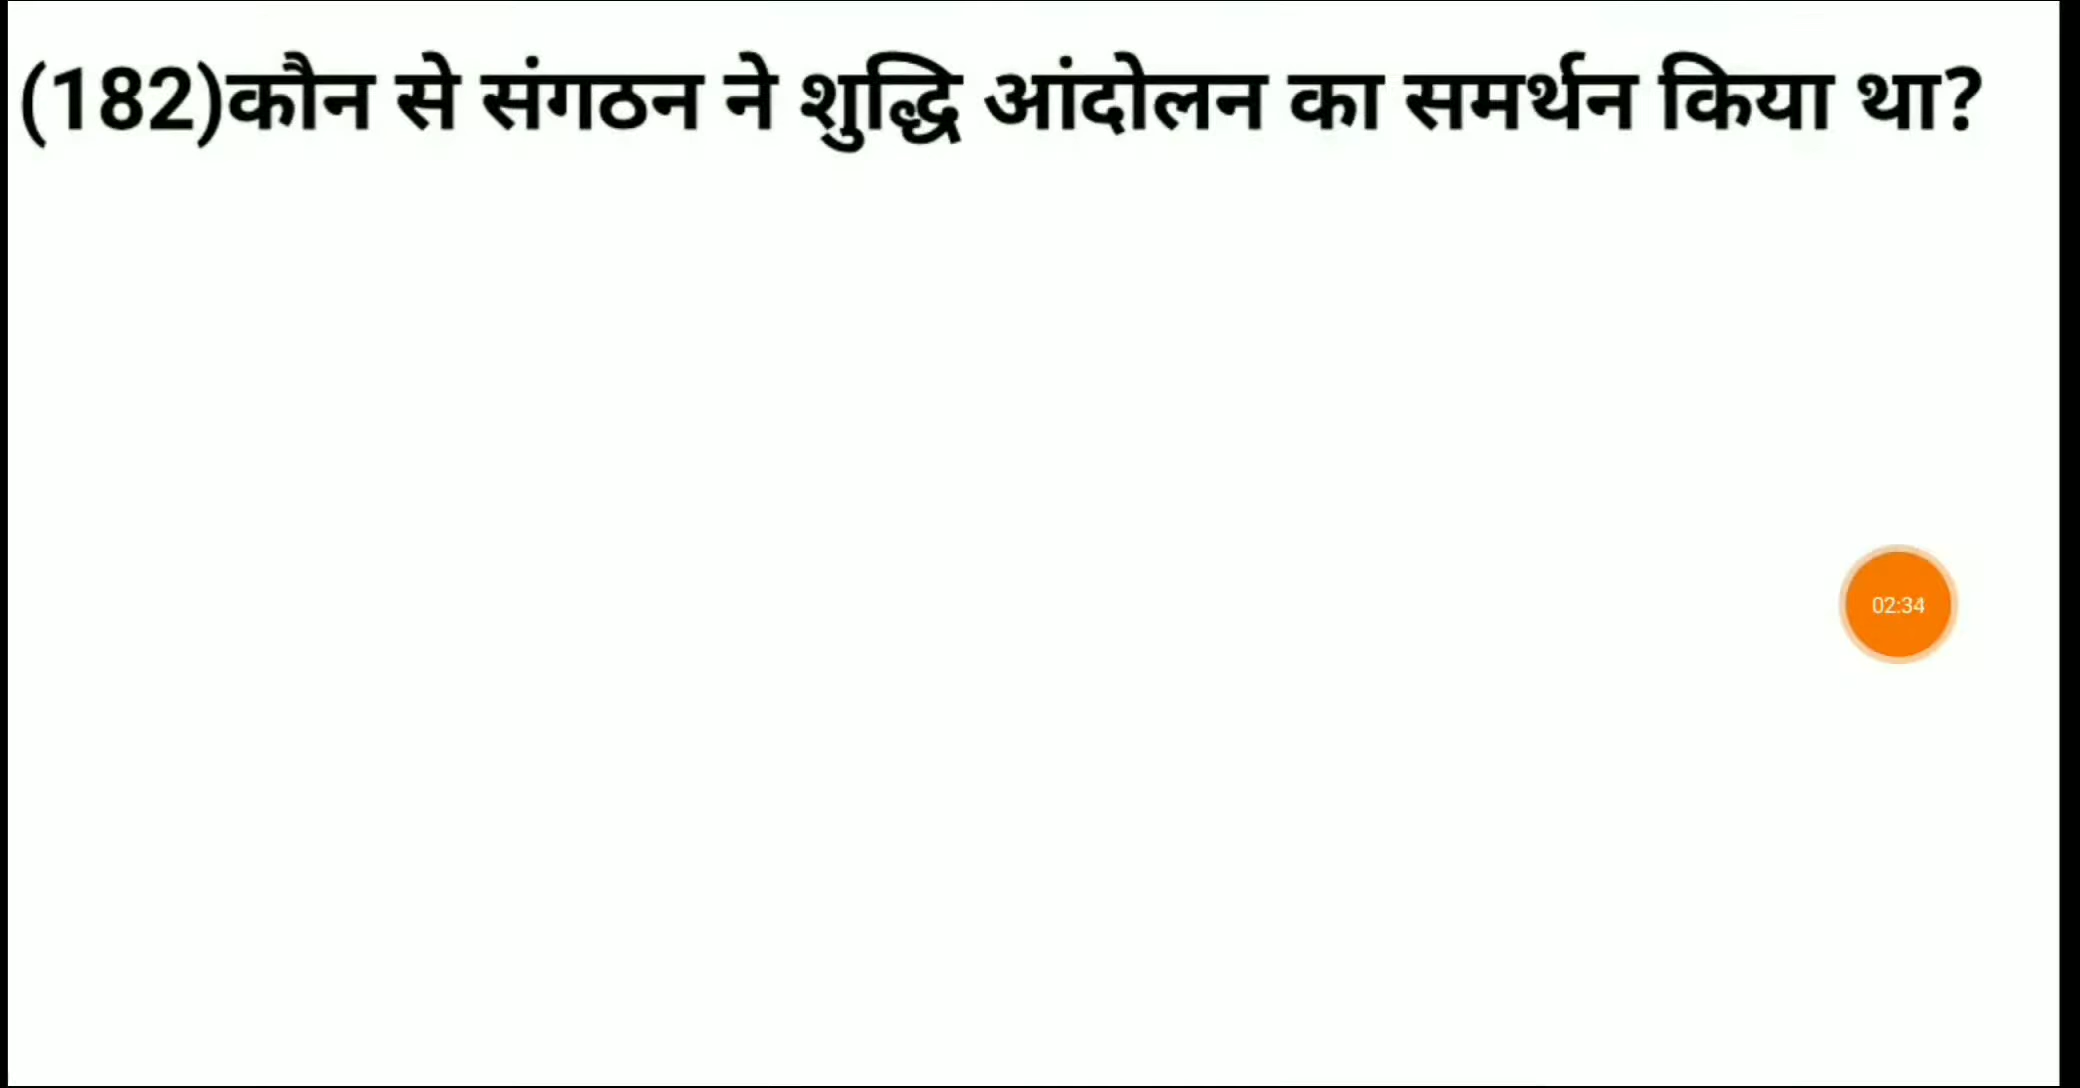 (182)कौन से संगठन ने शुद्धि आंदोलन का समर्थन किया था?
02:34